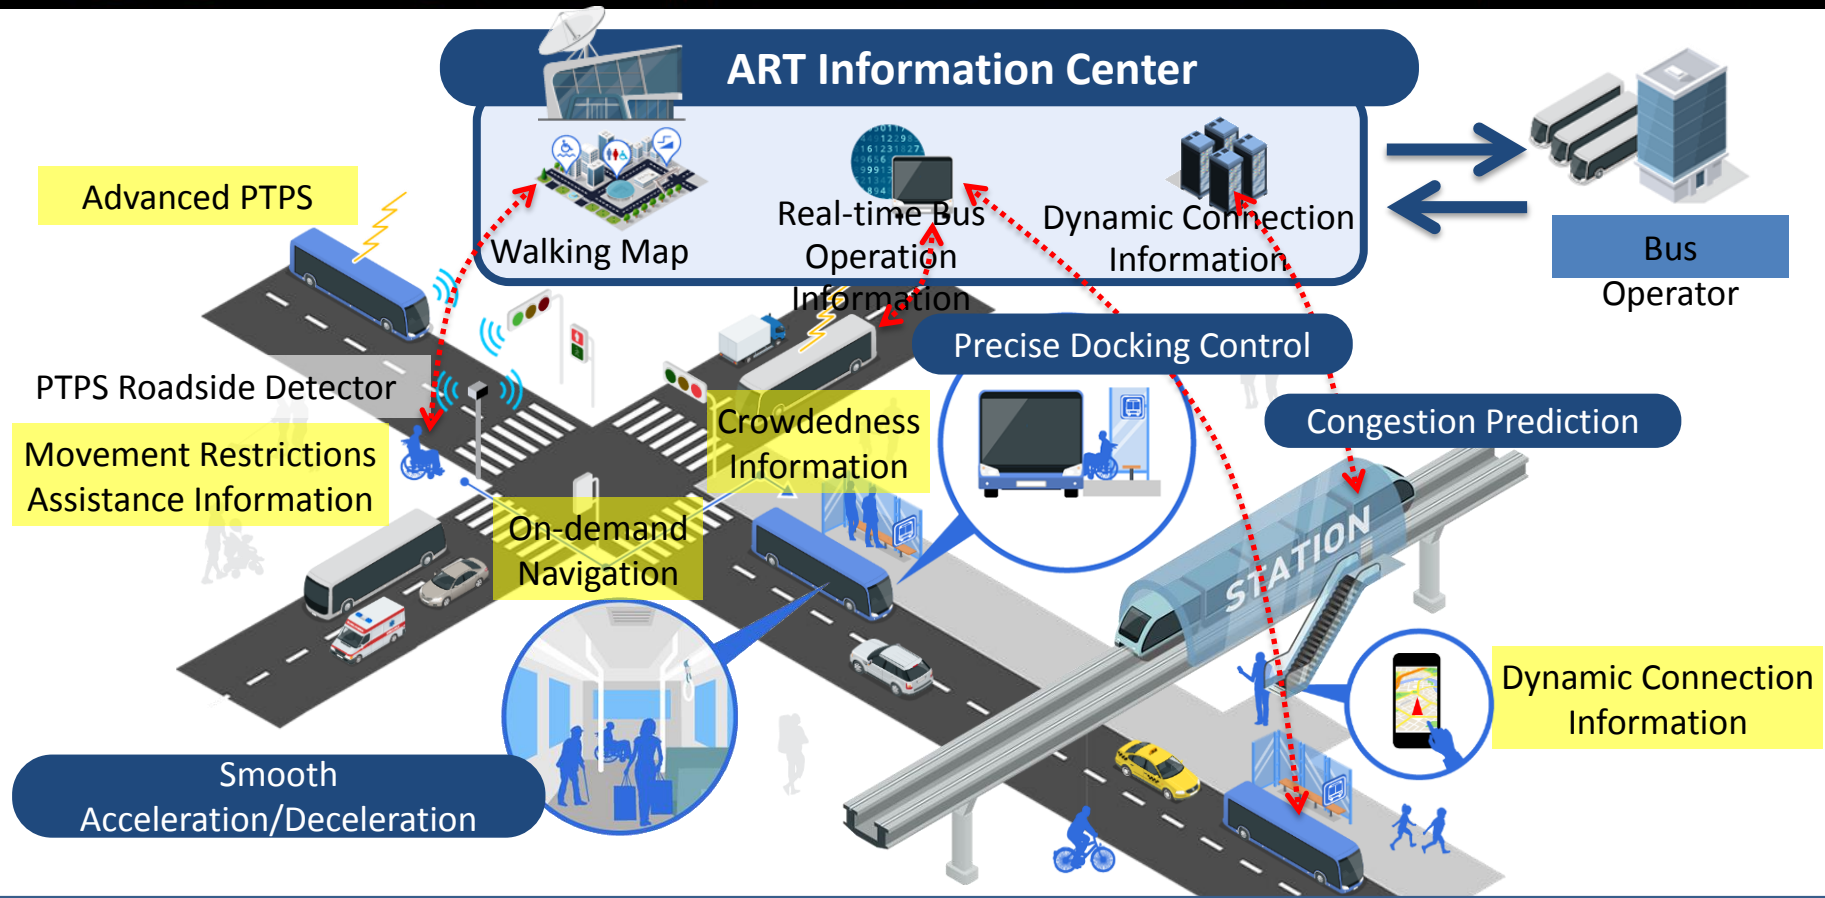 ART Information Center
Advanced PTPS
Walking Map
Real-time Bus
Operation
Information
Dynamic Connection
Information
Bus
Operator
PTPS Roadside Detector
Precise Docking Control
Movement Restrictions
Assistance Information
Crowdedness
Information
Congestion Prediction
On-demand
Navigation
STATION
Dynamic Connection
Information
Smooth
Acceleration/Deceleration